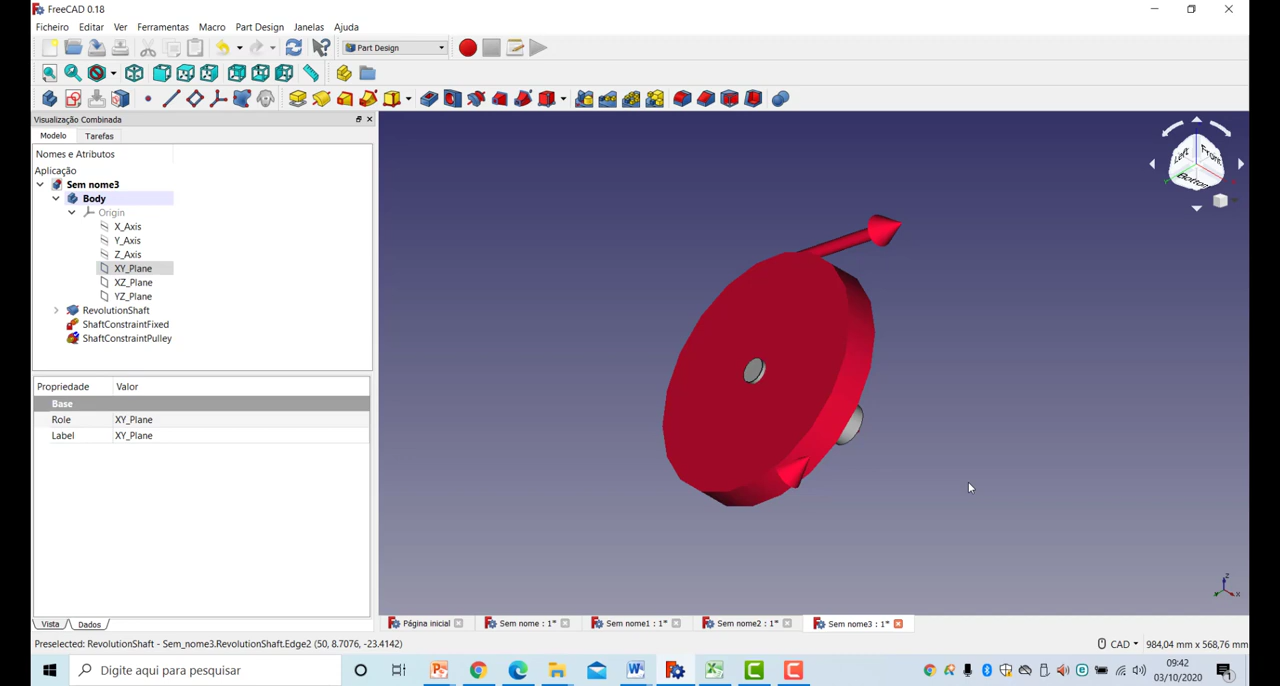 FreeCAD 0.18
Ficheiro Editar Ver Ferramentas Macro Part Design Janelas Ajuda
Part Design
Visualização Combinada
Modelo Tarefas
Nomes e Atributos
Aplicação
Sem nome3
Body
Origin
X_Axis
Y_Axis
Z_Axis
XY_Plane
XZ_Plane
YZ_Plane
RevolutionShaft
ShaftConstraintFixed
ShaftConstraintPulley
Propriedade Valor
Base
Role XY_Plane
Label XY_Plane
Vista Dados
Left Front Bottom
Página inicial Sem nome : 1* Sem nome1 : 1* Sem nome2 : 1* Sem nome3 : 1*
Preselected: RevolutionShaft - Sem_nome3.RevolutionShaft.Edge2 (50, 8.7076, -23.4142) CAD 984,04 mm x 568,76 mm
Digite aqui para pesquisar
09:42
03/10/2020